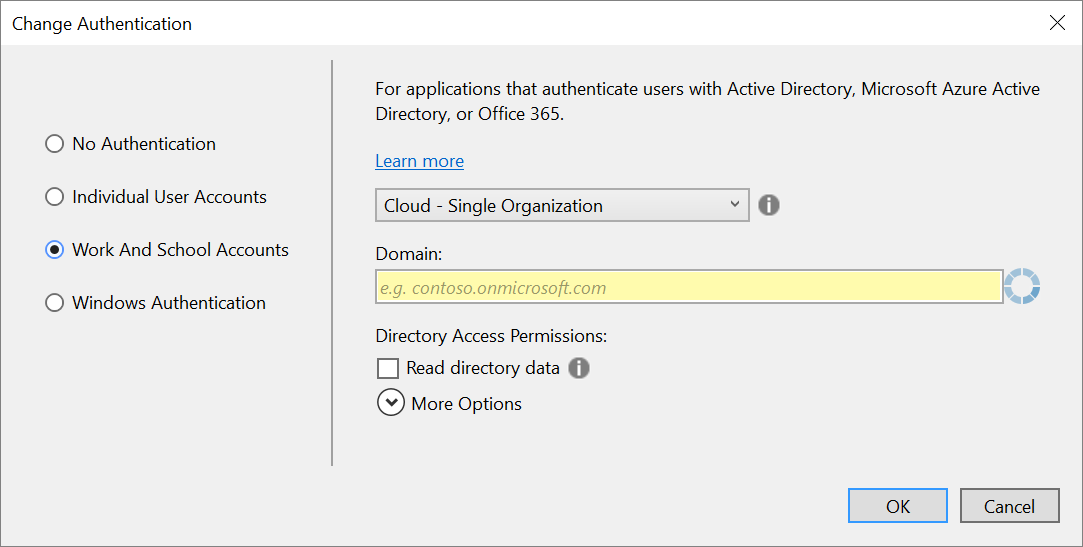 Change Authentication
No Authentication
Individual User Accounts
Work And School Accounts
Windows Authentication
For applications that authenticate users with Active Directory, Microsoft Azure Active
Directory, or Office 365.
Learn more
Cloud - Single Organization
Domain:
e.g. contoso.onmicrosoft.com
Directory Access Permissions:
Read directory data
More Options
OK
Cancel